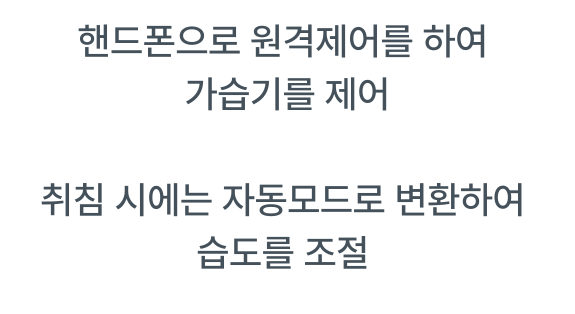 핸드폰으로 원격제어를 하여
가습기를 제어
취침 시에는 자동모드로 변환하여
습도를 조절